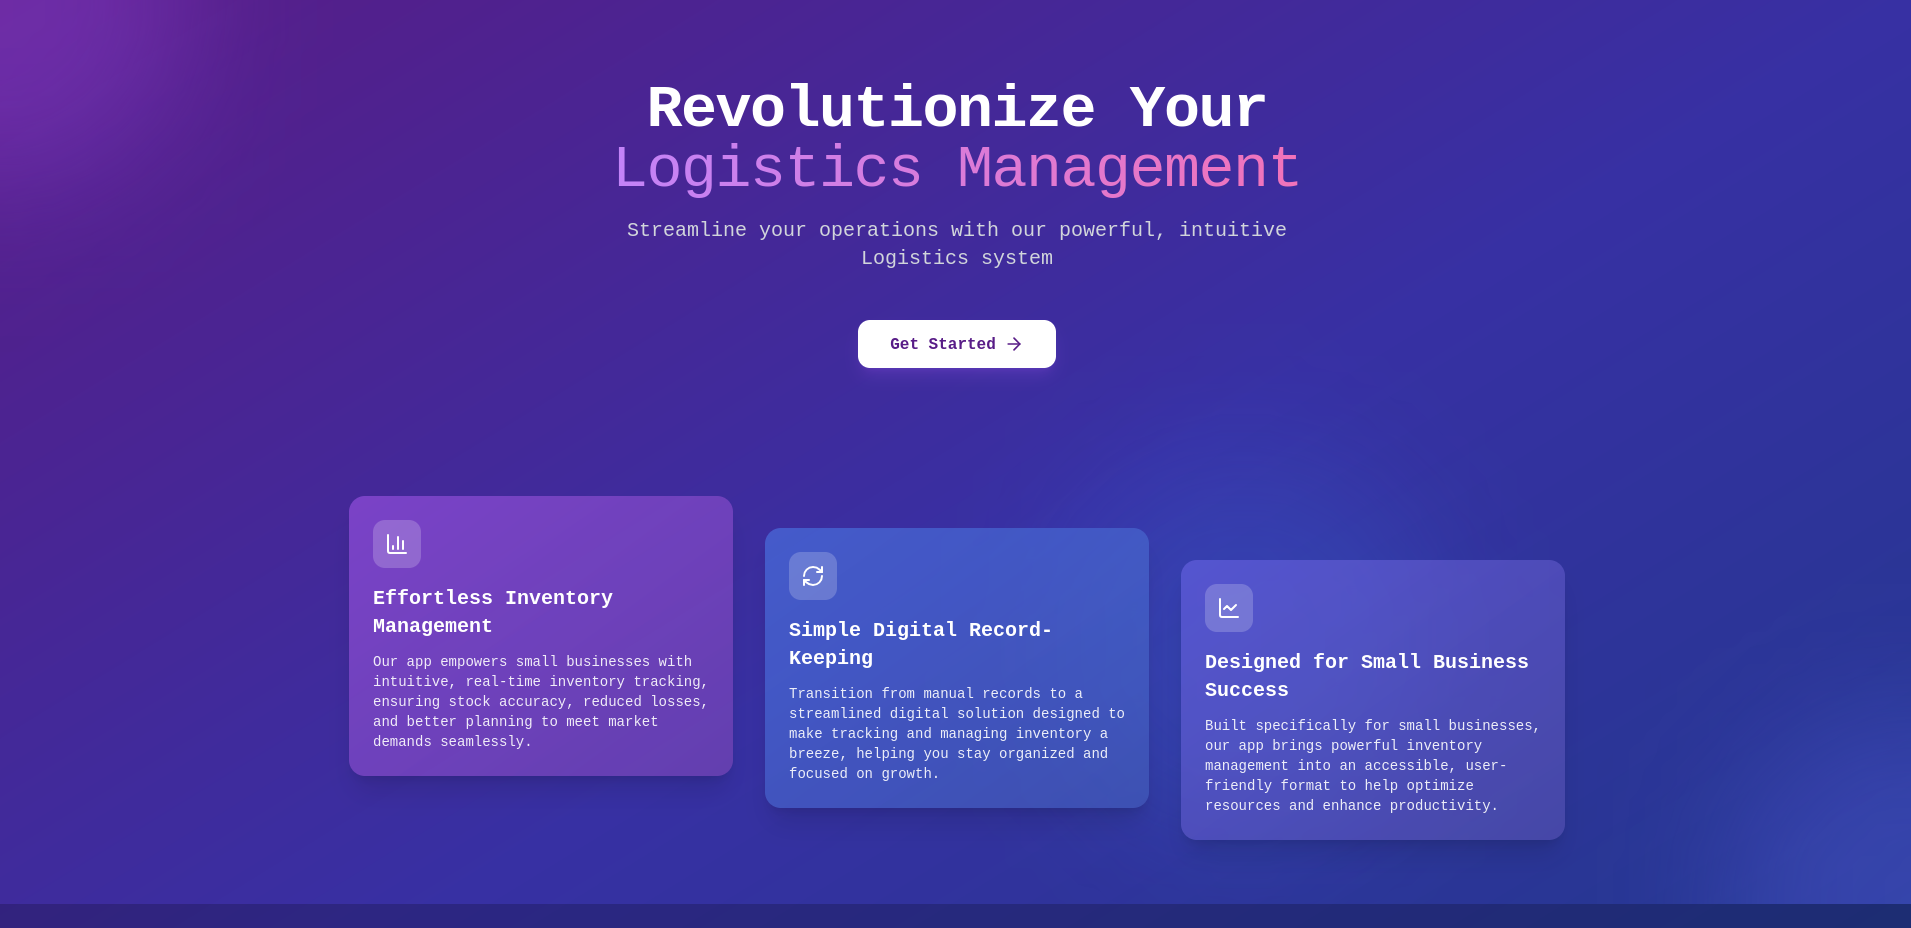 Revolutionize Your
Logistics Management
Streamline your operations with our powerful, intuitive
Logistics system
Get Started
Effortless Inventory
Management
Our app empowers small businesses with
intuitive, real-time inventory tracking,
ensuring stock accuracy, reduced losses,
and better planning to meet market
demands seamlessly.
Simple Digital Record-
Keeping
Transition from manual records to a
streamlined digital solution designed to
make tracking and managing inventory a
breeze, helping you stay organized and
focused on growth.
Designed for Small Business
Success
Built specifically for small businesses,
our app brings powerful inventory
management into an accessible, user-
friendly format to help optimize
resources and enhance productivity.